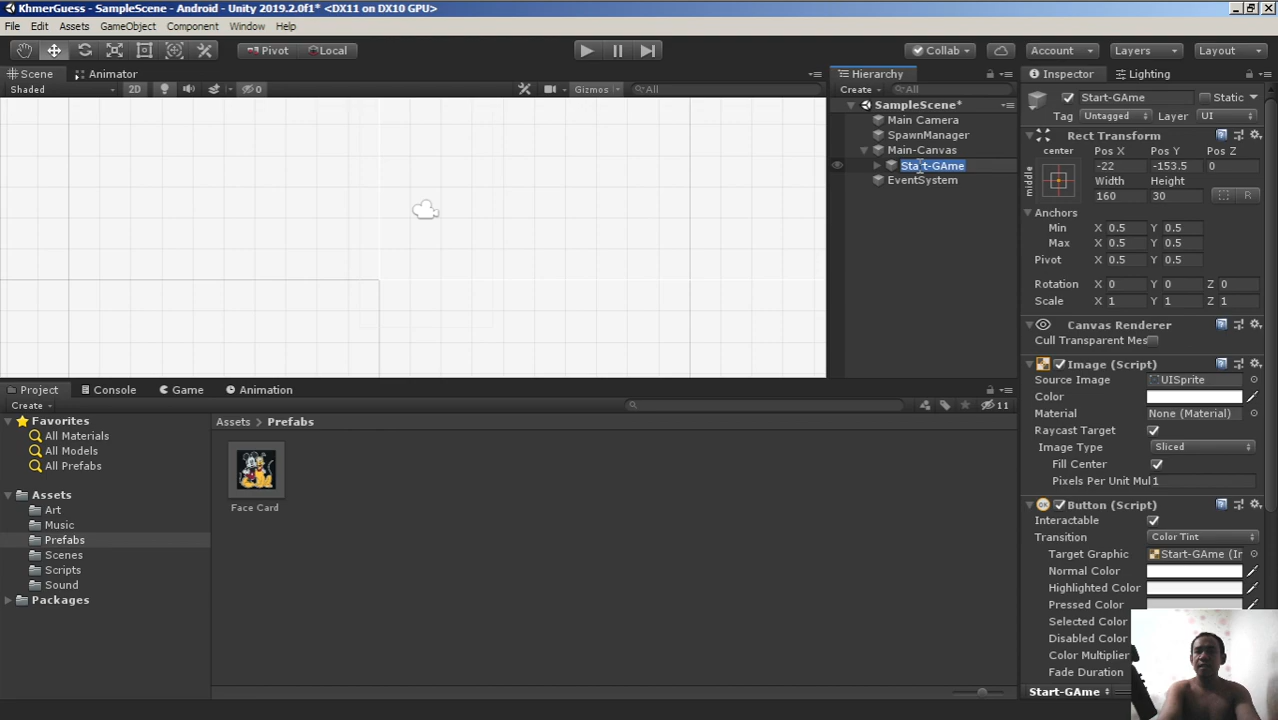 KhmerGuess - SampleScene - Android - Unity 2019.2.0f1* <DX11 on DX10 GPU>
File Edit Assets GameObject Component Window Help
Pivot Local Collab Account Layers Layout
Scene Animator Hierarchy Inspector Lighting
Shaded 2D 0 Gizmos All Create All Start-GAme Static
SampleScene* Tag Untagged Layer UI
Main Camera
SpawnManager Rect Transform
Main-Canvas center Pos X Pos Y Pos Z
Start-GAme middle -22 -153.5 0
EventSystem Width Height
160 30 R
Anchors
Min X 0.5 Y 0.5
Max X 0.5 Y 0.5
Pivot X 0.5 Y 0.5
Rotation X 0 Y 0 Z 0
Scale X 1 Y 1 Z 1
Canvas Renderer
Cull Transparent Mes
Image (Script)
Source Image UISprite
Color
Material None (Material)
Raycast Target
Image Type Sliced
Fill Center
Pixels Per Unit Mul 1
Button (Script)
Interactable
Transition Color Tint
Target Graphic Start-GAme (Ir
Normal Color
Highlighted Color
Pressed Color
Selected Color
Disabled Color
Color Multiplier
Fade Duration
Start-GAme
Project Console Game Animation
Create 11
Favorites Assets > Prefabs
All Materials
All Models
All Prefabs
Assets
Art Face Card
Music
Prefabs
Scenes
Scripts
Sound
Packages